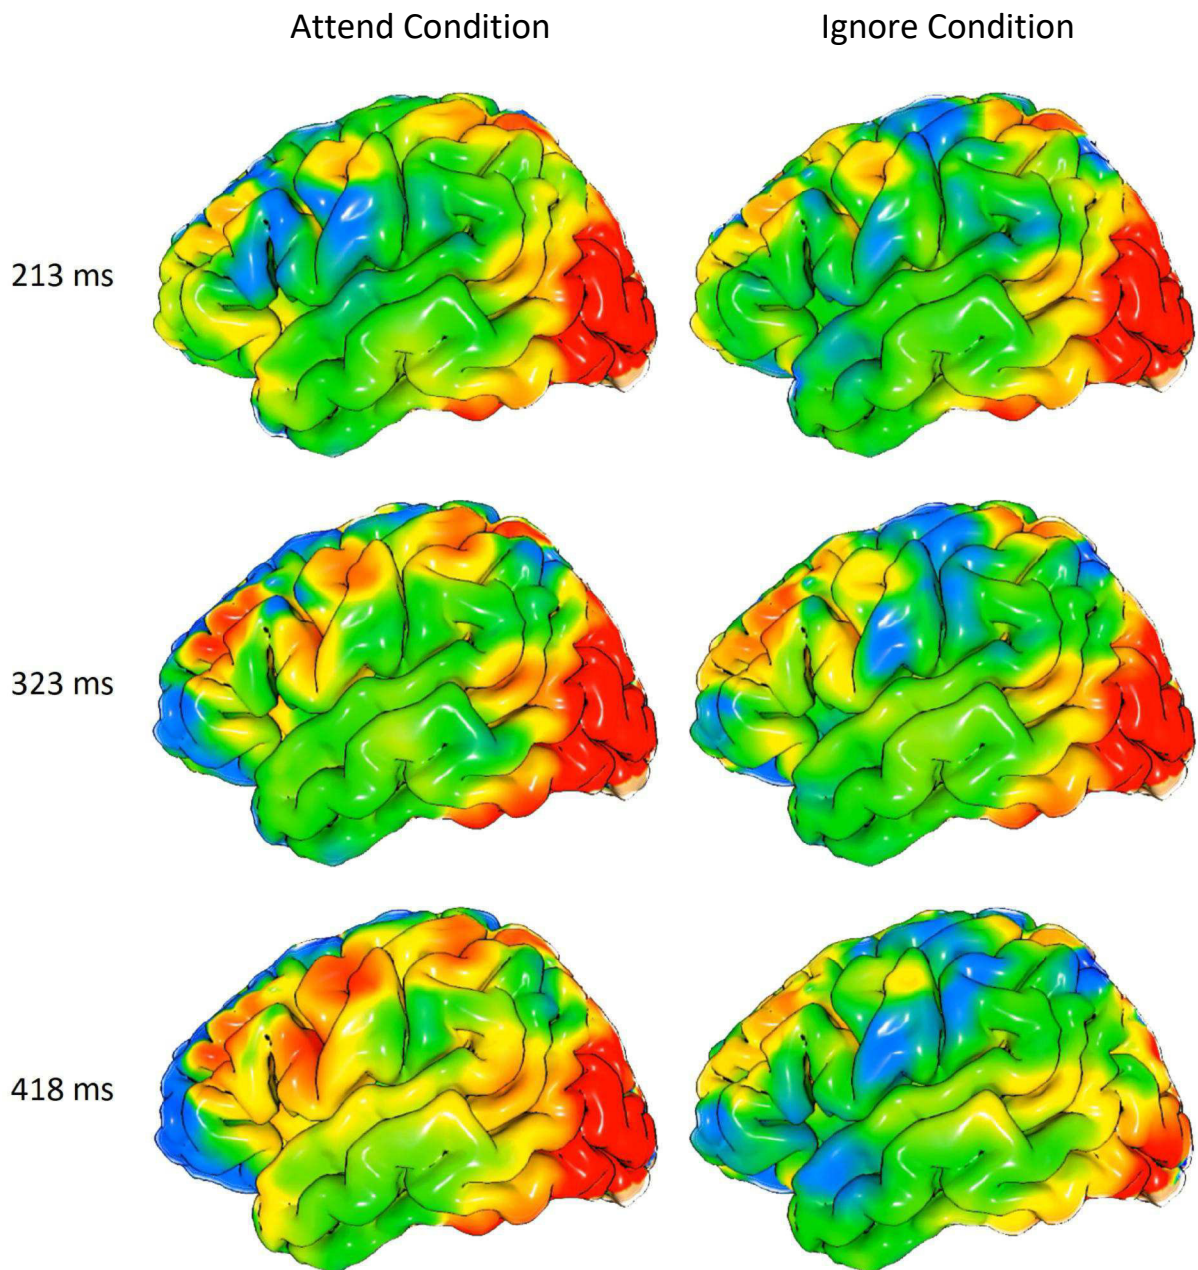 Attend Condition
Ignore Condition
213 ms
323 ms
418 ms